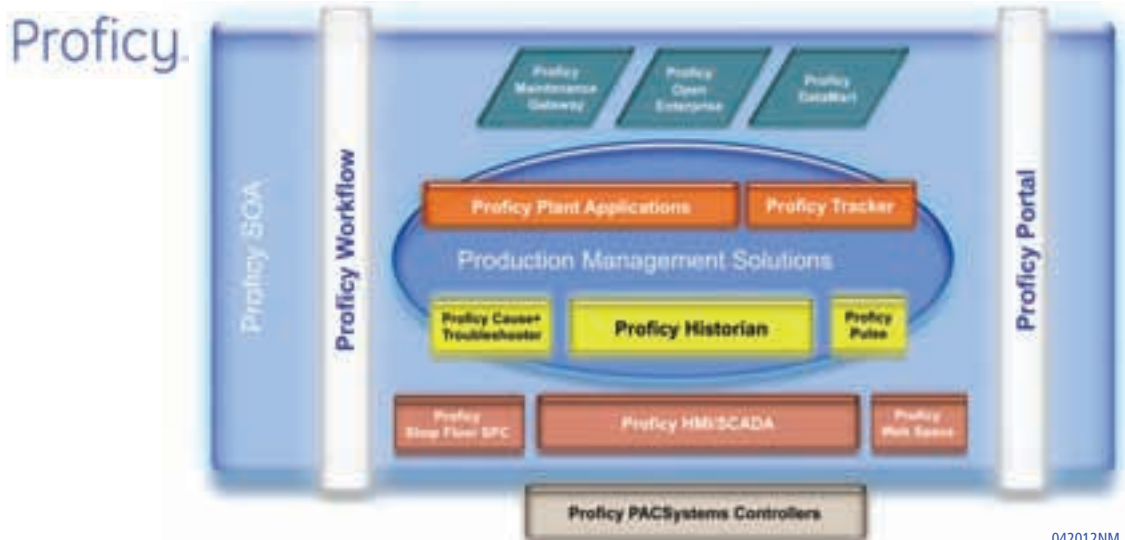 Proficy
Proficy SOA
Proficy Workflow
Proficy Portal
Proficy
Maintenance
Gateway
Proficy
Open
Enterprise
Proficy
DataMart
Proficy Plant Applications
Proficy Tracker
Production Management Solutions
Proficy Cause+
Troubleshooter
Proficy Historian
Proficy
Pulse
Proficy
Shop Floor SPC
Proficy HMI/SCADA
Proficy
Web Space
Proficy PACSystems Controllers
042012NM